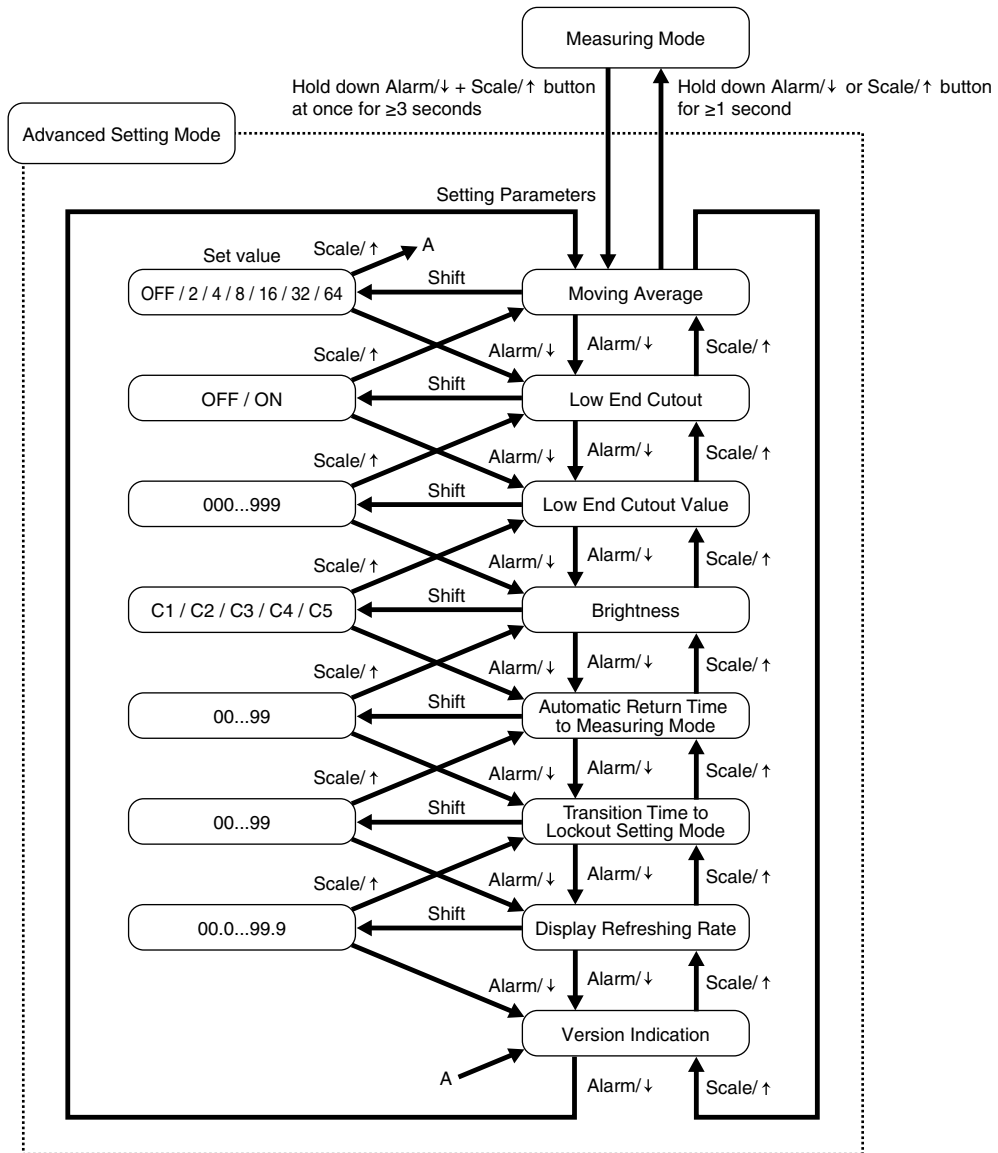 Measuring Mode
Hold down Alarm/↓ + Scale/↑ button
at once for ≥3 seconds
Hold down Alarm/↓ or Scale/↑ button
for ≥1 second
Advanced Setting Mode
Setting Parameters
Set value
Scale/↑
A
OFF / 2 / 4 / 8 / 16 / 32 / 64
Shift
Moving Average
Scale/↑
Alarm/↓
Alarm/↓
Scale/↑
OFF / ON
Shift
Low End Cutout
Scale/↑
Alarm/↓
Alarm/↓
Scale/↑
000...999
Shift
Low End Cutout Value
Scale/↑
Alarm/↓
Alarm/↓
Scale/↑
C1 / C2 / C3 / C4 / C5
Shift
Brightness
Scale/↑
Alarm/↓
Alarm/↓
Scale/↑
00...99
Shift
Automatic Return Time
to Measuring Mode
Scale/↑
Alarm/↓
Alarm/↓
Scale/↑
00...99
Shift
Transition Time to
Lockout Setting Mode
Scale/↑
Alarm/↓
Alarm/↓
Scale/↑
00.0...99.9
Shift
Display Refreshing Rate
Alarm/↓
Alarm/↓
Scale/↑
Version Indication
A
Alarm/↓
Scale/↑